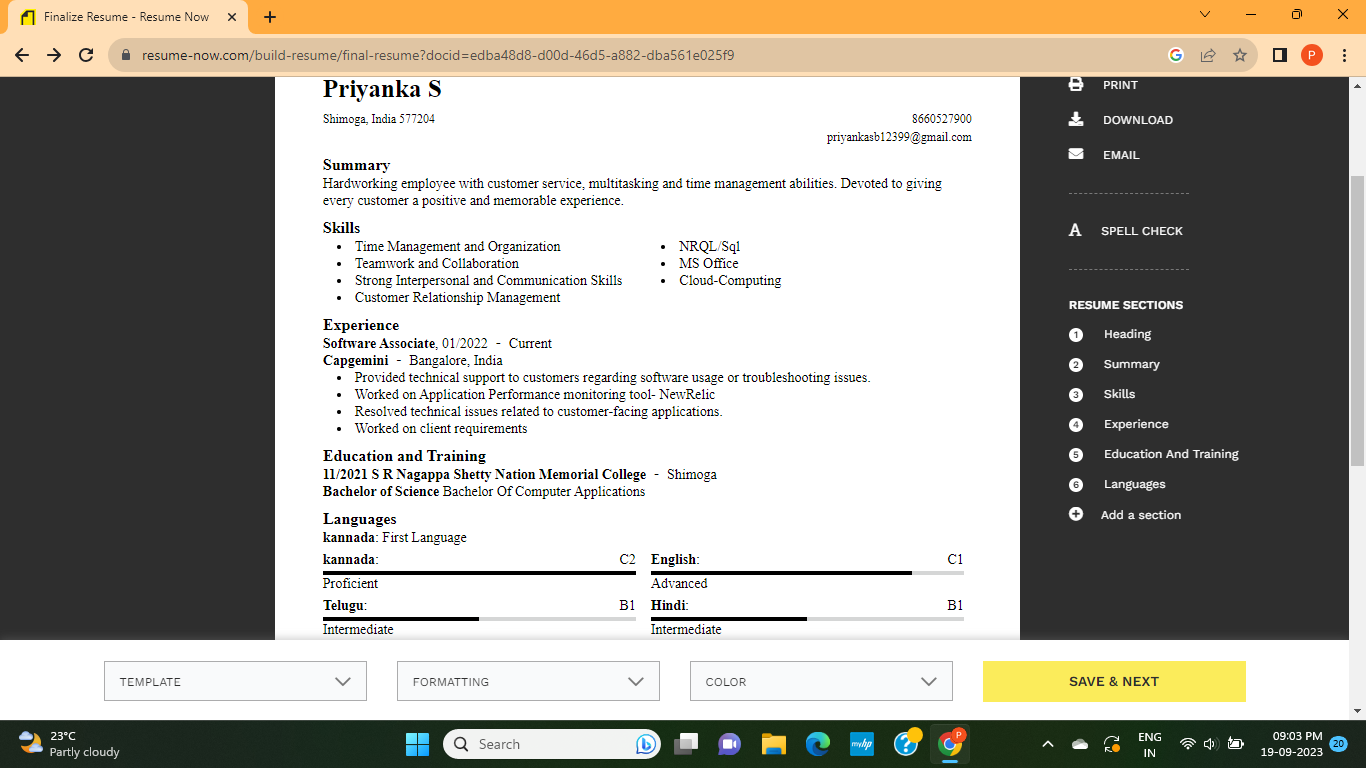 Finalize Resume - Resume Now
resume-now.com/build-resume/final-resume?docid=edba48d8-d00d-46d5-a882-dba561e025f9
P
Priyanka S
Shimoga, India 577204
8660527900
priyankasb12399@gmail.com
Summary
Hardworking employee with customer service, multitasking and time management abilities. Devoted to giving
every customer a positive and memorable experience.
Skills
• Time Management and Organization
• Teamwork and Collaboration
• Strong Interpersonal and Communication Skills
• Customer Relationship Management
• NRQL/Sql
• MS Office
• Cloud-Computing
Experience
Software Associate, 01/2022 - Current
Capgemini - Bangalore, India
• Provided technical support to customers regarding software usage or troubleshooting issues.
• Worked on Application Performance monitoring tool- NewRelic
• Resolved technical issues related to customer-facing applications.
• Worked on client requirements
Education and Training
11/2021 S R Nagappa Shetty Nation Memorial College - Shimoga
Bachelor of Science Bachelor Of Computer Applications
Languages
kannada: First Language
kannada: C2
Proficient
English: C1
Advanced
Telugu: B1
Intermediate
Hindi: B1
Intermediate
PRINT
DOWNLOAD
EMAIL
A SPELL CHECK
RESUME SECTIONS
1 Heading
2 Summary
3 Skills
4 Experience
5 Education And Training
6 Languages
Add a section
TEMPLATE
FORMATTING
COLOR
SAVE & NEXT
23°C
Partly cloudy
Search
myhp
P
ENG
IN
09:03 PM
19-09-2023
20